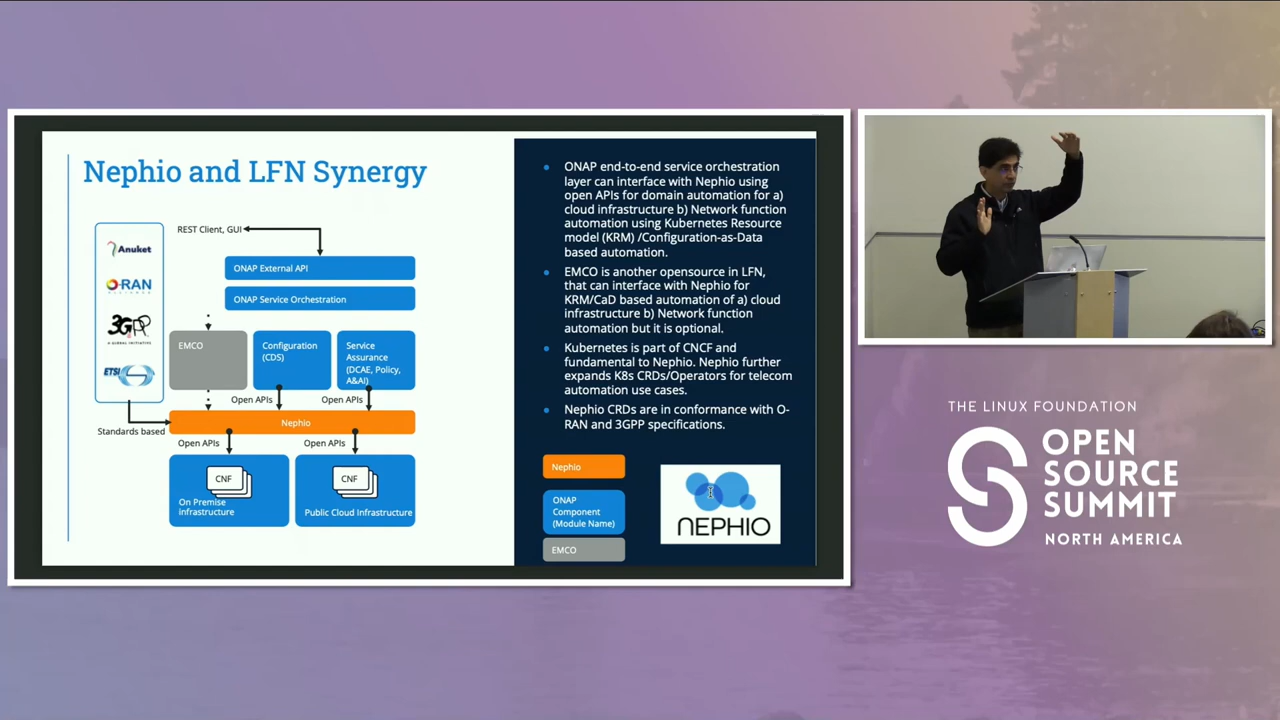 Nephio and LFN Synergy
Anuket
O-RAN
ALLIANCE
3GPP
A GLOBAL INITIATIVE
ETSI
Standards based
REST Client, GUI
ONAP External API
ONAP Service Orchestration
EMCO
Configuration
(CDS)
Service
Assurance
(DCAE, Policy,
A&AI)
Open APIs
Open APIs
Nephio
Open APIs
Open APIs
CNF
On Premise
infrastructure
CNF
Public Cloud Infrastructure
• ONAP end-to-end service orchestration
layer can interface with Nephio using
open APIs for domain automation for a)
cloud infrastructure b) Network function
automation using Kubernetes Resource
model (KRM) /Configuration-as-Data
based automation.
• EMCO is another opensource in LFN,
that can interface with Nephio for
KRM/CaD based automation of a) cloud
infrastructure b) Network function
automation but it is optional.
• Kubernetes is part of CNCF and
fundamental to Nephio. Nephio further
expands K8s CRDs/Operators for telecom
automation use cases.
• Nephio CRDs are in conformance with O-
RAN and 3GPP specifications.
Nephio
ONAP
Component
(Module Name)
EMCO
NEPHIO
THE LINUX FOUNDATION
OPEN
SOURCE
SUMMIT
NORTH AMERICA